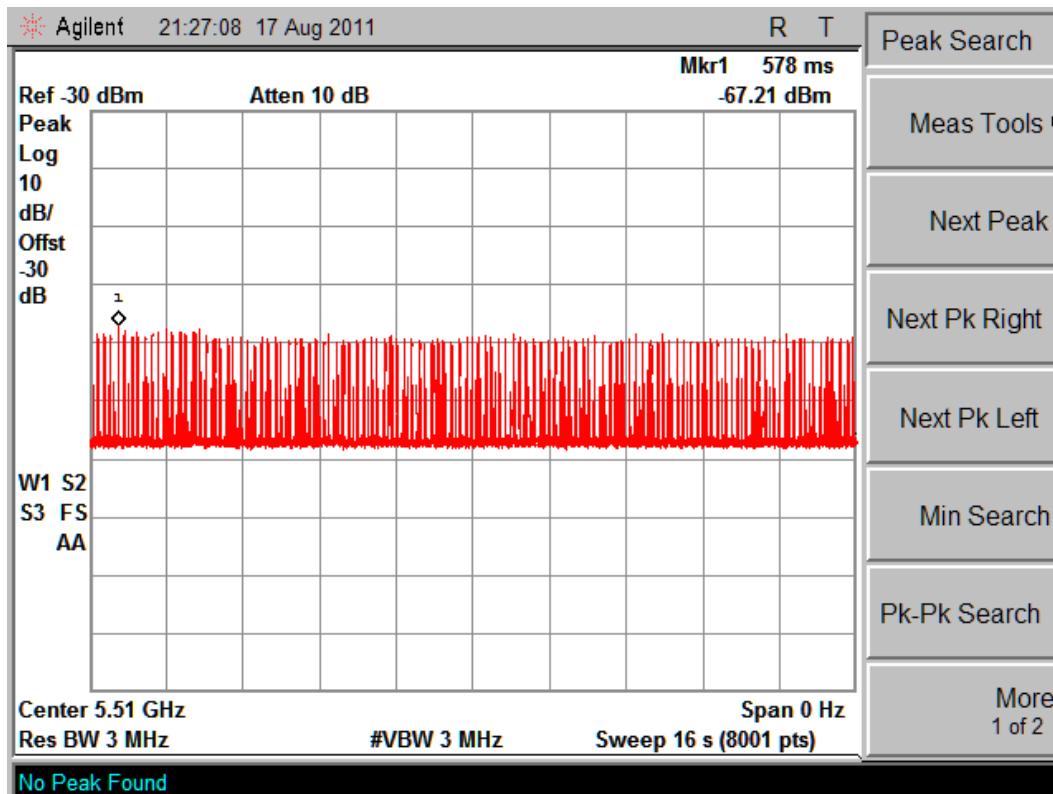 Agilent 21:27:08 17 Aug 2011 R T
Mkr1 578 ms
Ref -30 dBm Atten 10 dB -67.21 dBm
Peak
Log
10
dB/
Offst
-30
dB
1
W1 S2
S3 FS
AA
Center 5.51 GHz Span 0 Hz
Res BW 3 MHz #VBW 3 MHz Sweep 16 s (8001 pts)
No Peak Found
Peak Search
Meas Tools
Next Peak
Next Pk Right
Next Pk Left
Min Search
Pk-Pk Search
More
1 of 2